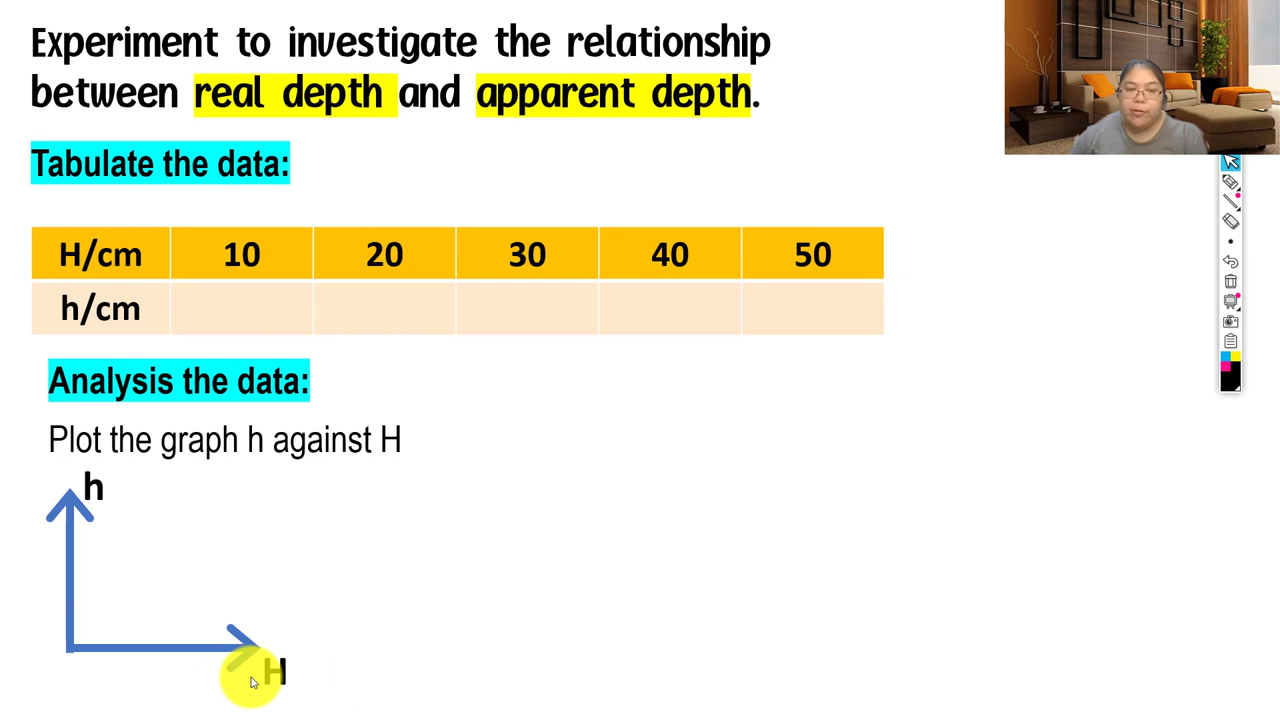 Experiment to investigate the relationship
between real depth and apparent depth.
Tabulate the data:
H/cm 10 20 30 40 50
h/cm
Analysis the data:
Plot the graph h against H
h
H